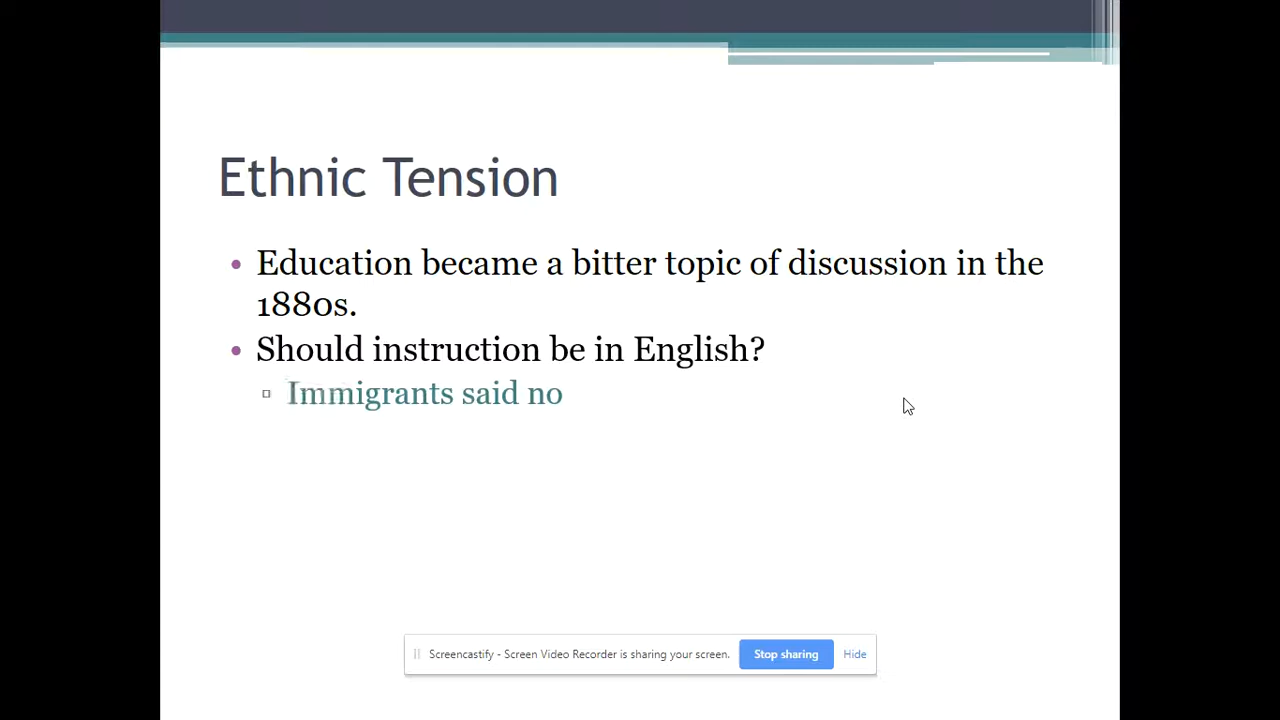 Ethnic Tension
• Education became a bitter topic of discussion in the
1880s.
• Should instruction be in English?
▫ Immigrants said no
Screencastify - Screen Video Recorder is sharing your screen. Stop sharing Hide